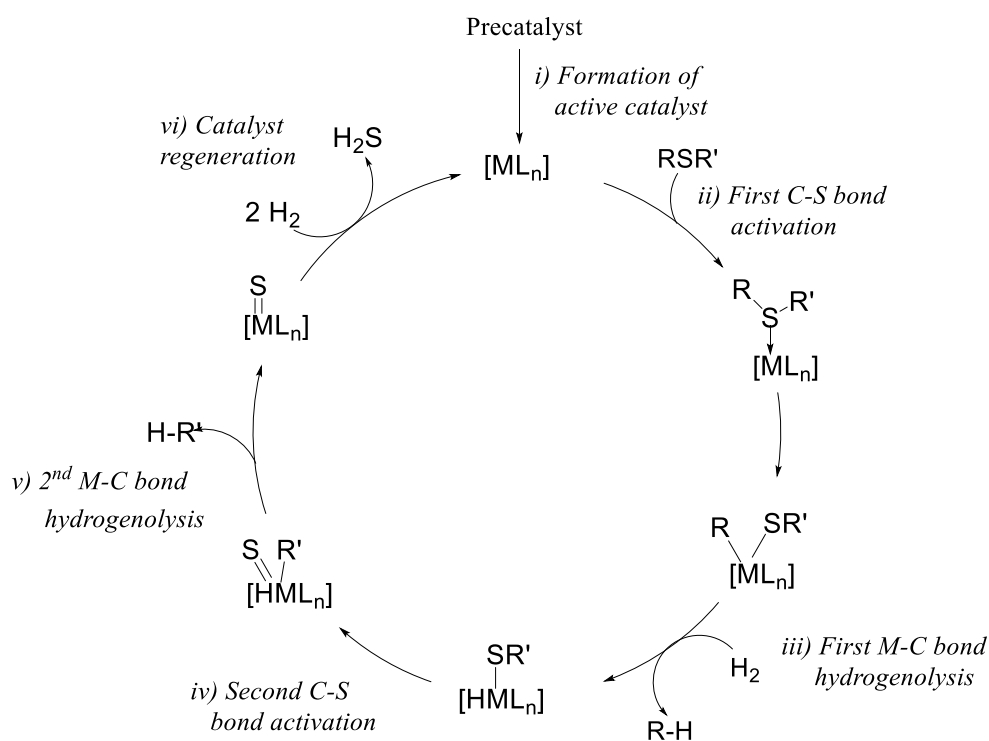 Precatalyst
i) Formation of
active catalyst
[MLₙ]
RSR'
ii) First C-S bond
activation
R
R'
S
[MLₙ]
R
SR'
[MLₙ]
iii) First M-C bond
hydrogenolysis
H₂
R-H
SR'
[HMLₙ]
iv) Second C-S
bond activation
S
R'
[HMLₙ]
v) 2ⁿᵈ M-C bond
hydrogenolysis
H-R'
S
[MLₙ]
2 H₂
H₂S
vi) Catalyst
regeneration